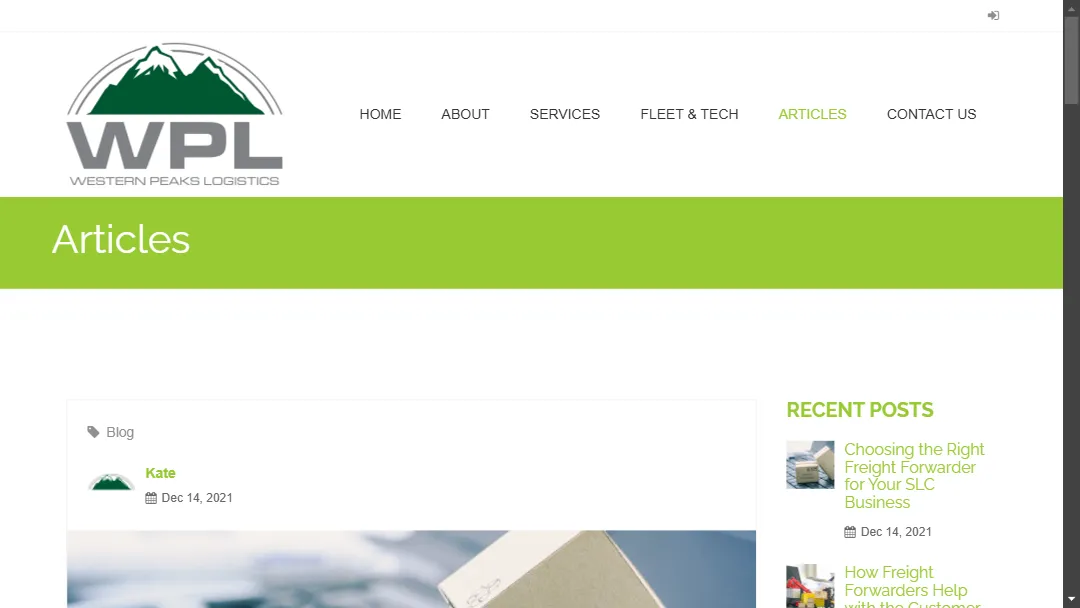 WPL
WESTERN PEAKS LOGISTICS
HOME ABOUT SERVICES FLEET & TECH ARTICLES CONTACT US
Articles
Blog
Kate
Dec 14, 2021
RECENT POSTS
Choosing the Right
Freight Forwarder
for Your SLC
Business
Dec 14, 2021
How Freight
Forwarders Help
with the Customer